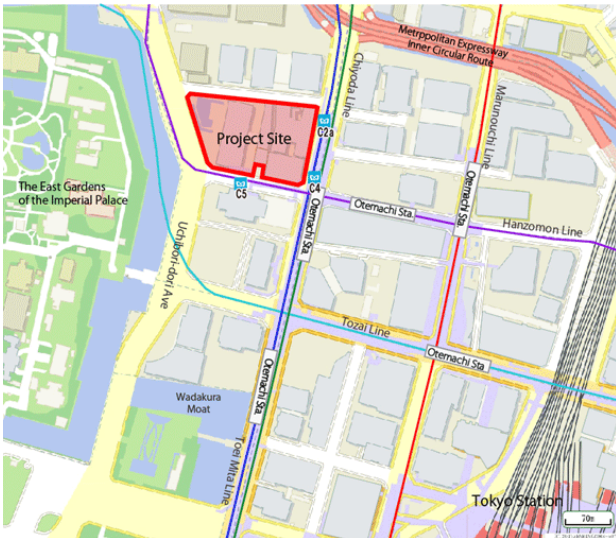 Metrppolitan Expressway
Inner Circular Route
Chiyoda Line
Marunouchi Line
C2a
Project Site
C5
C4
The East Gardens
of the Imperial Palace
Otemachi Sta.
Hanzomon Line
Otemachi Sta.
Uchibori-dori Ave
Tozai Line
Otemachi Sta
Otemachi Sta.
Wadakura
Moat
Toei Mita Line
Tokyo Station
70m